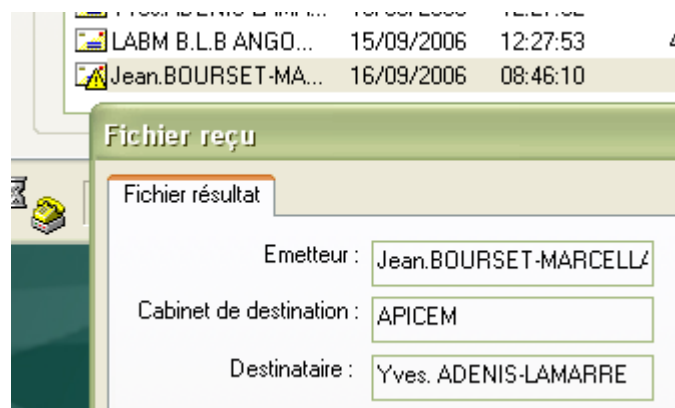 LABM B.L.B ANGO... 15/09/2006 12:27:53
Jean.BOURSET-MA... 16/09/2006 08:46:10
Fichier reçu
Fichier résultat
Emetteur : Jean.BOURSET-MARCELLA
Cabinet de destination : APICEM
Destinataire : Yves. ADENIS-LAMARRE